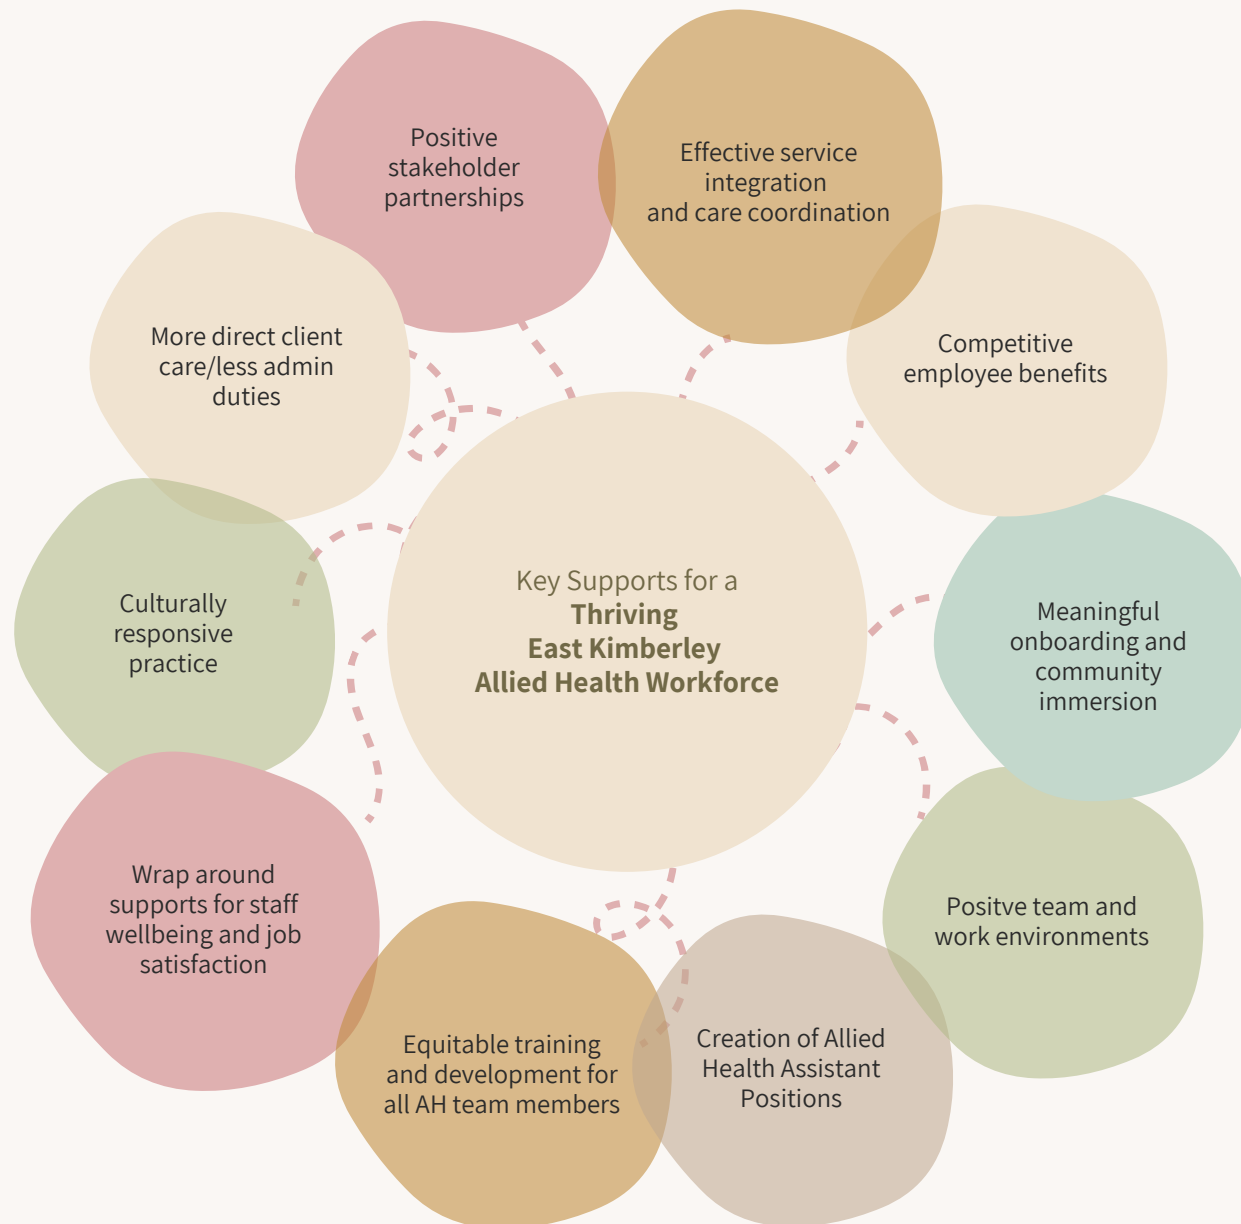 Positive
stakeholder
partnerships
Effective service
integration
and care coordination
More direct client
care/less admin
duties
Competitive
employee benefits
Key Supports for a
Thriving
East Kimberley
Allied Health Workforce
Culturally
responsive
practice
Meaningful
onboarding and
community
immersion
Wrap around
supports for staff
wellbeing and job
satisfaction
Positve team and
work environments
Equitable training
and development for
all AH team members
Creation of Allied
Health Assistant
Positions